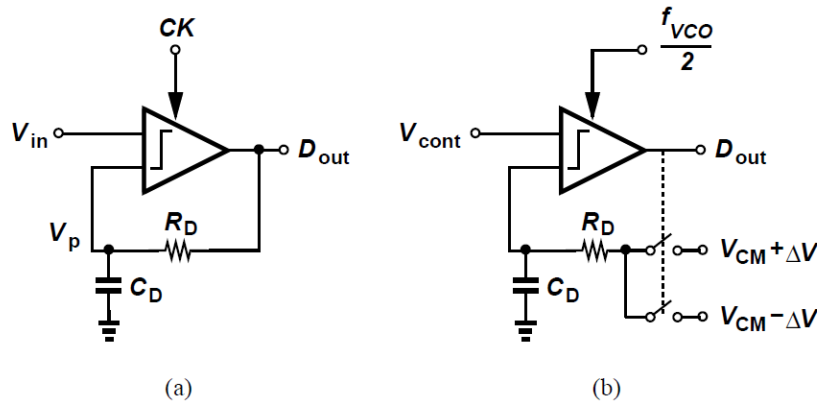 CK
V_in
D_out
V_p
R_D
C_D
(a)
f_VCO
2
V_cont
D_out
R_D
V_CM + ΔV
C_D
V_CM − ΔV
(b)